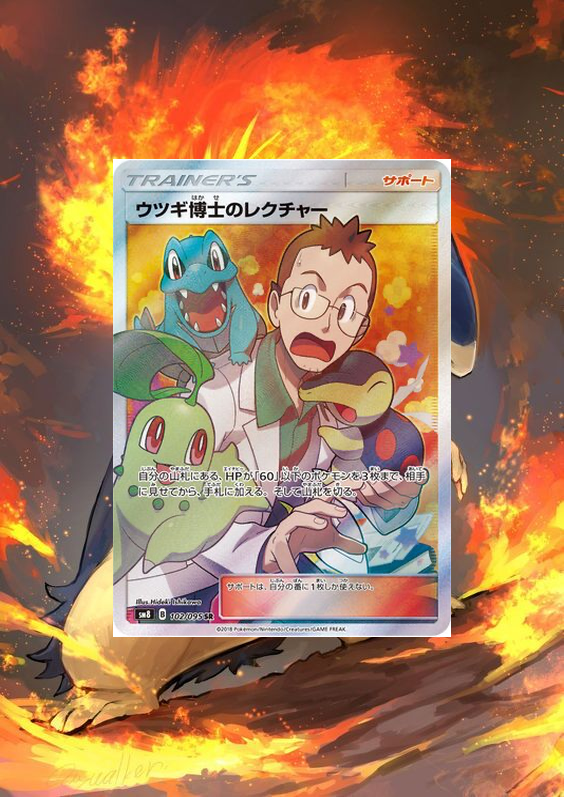 TRAINER'S
サポート
ウツギ博士のレクチャー
自分の山札にある、HPが「60」以下のポケモンを3枚まで、相手
に見せてから、手札に加える。そして山札を切る。
サポートは、自分の番に1枚しか使えない。
Illus. Hideki Ishikawa
sm8 B 102/095 SR
©2018 Pokémon/Nintendo/Creatures/GAME FREAK.